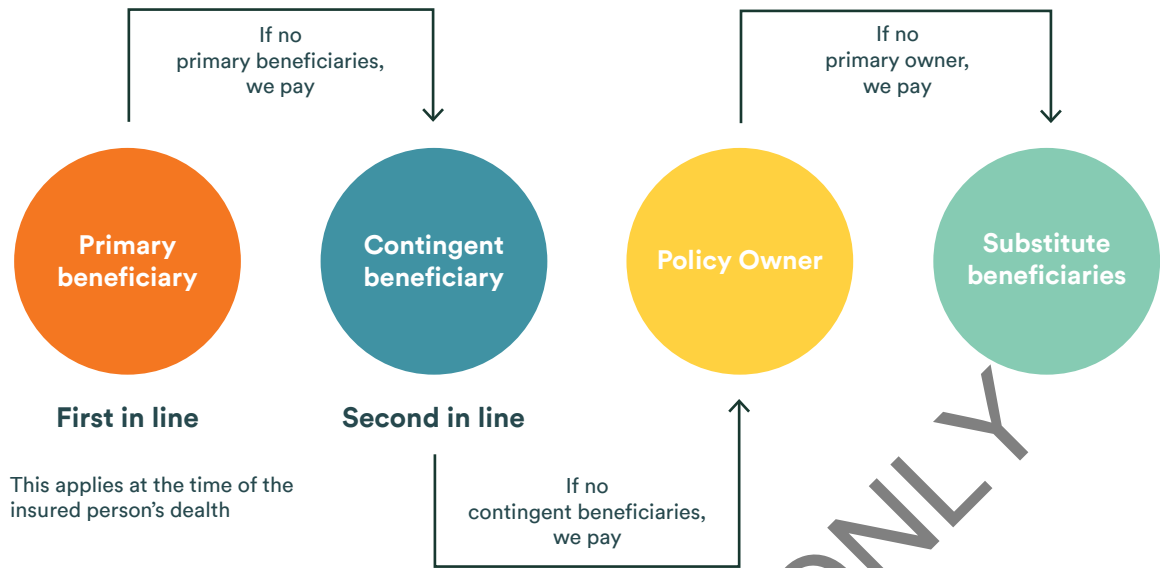 If no
primary beneficiaries,
we pay
If no
primary owner,
we pay
Primary
beneficiary
Contingent
beneficiary
Policy Owner
Substitute
beneficiaries
First in line
Second in line
This applies at the time of the
insured person's dealth
If no
contingent beneficiaries,
we pay
ONLY